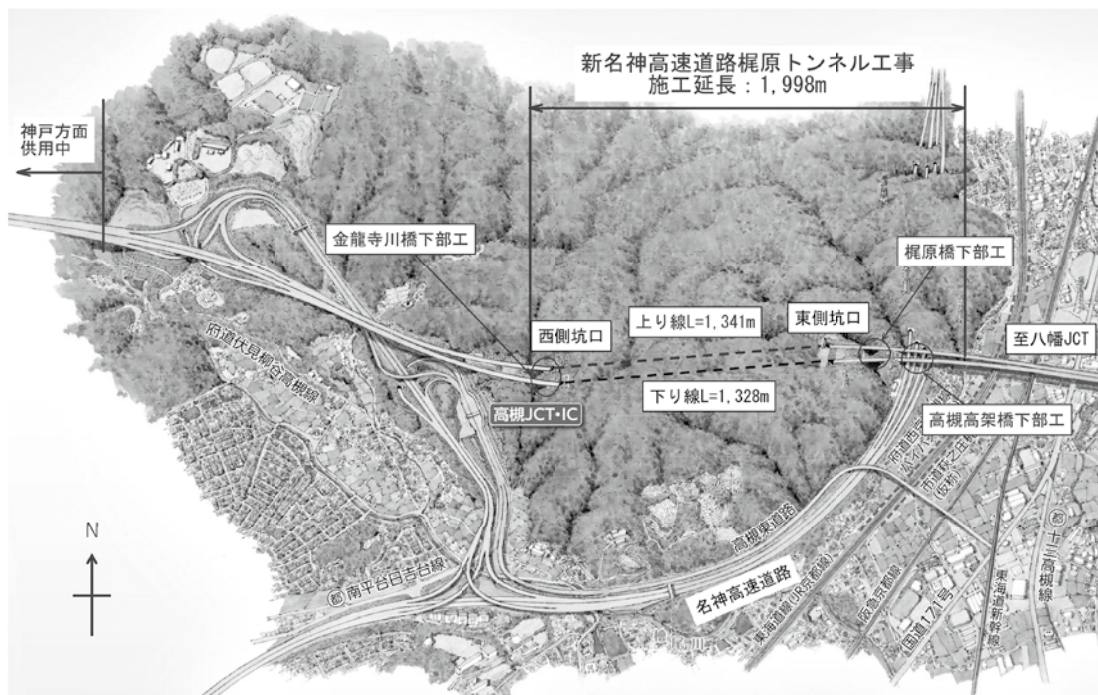 新名神高速道路梶原トンネル工事
施工延長：1,998m
神戸方面
供用中
金龍寺川橋下部工
梶原橋下部工
西側坑口
上り線L=1,341m
東側坑口
至八幡JCT
下り線L=1,328m
高槻JCT・IC
高槻高架橋下部工
府道伏見柳谷高槻線
高槻東道路
名神高速道路
都 南平台日吉台線
東海道線(JR京都線)
阪急京都線
国道171号
東海道新幹線
都 十三高槻線
N